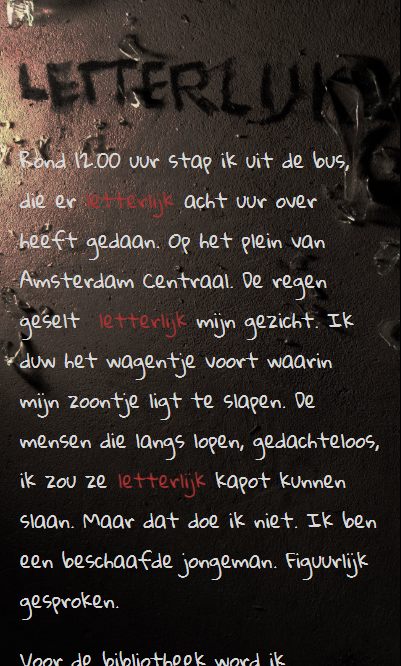 LETTERLIJK
Rond 12.00 uur stap ik uit de bus,
die er letterlijk acht uur over
heeft gedaan. Op het plein van
Amsterdam Centraal. De regen
geselt letterlijk mijn gezicht. Ik
duw het wagentje voort waarin
mijn zoontje ligt te slapen. De
mensen die langs lopen, gedachteloos,
ik zou ze letterlijk kapot kunnen
slaan. Maar dat doe ik niet. Ik ben
een beschaafde jongeman. Figuurlijk
gesproken.
Voor de bibliotheek word ik